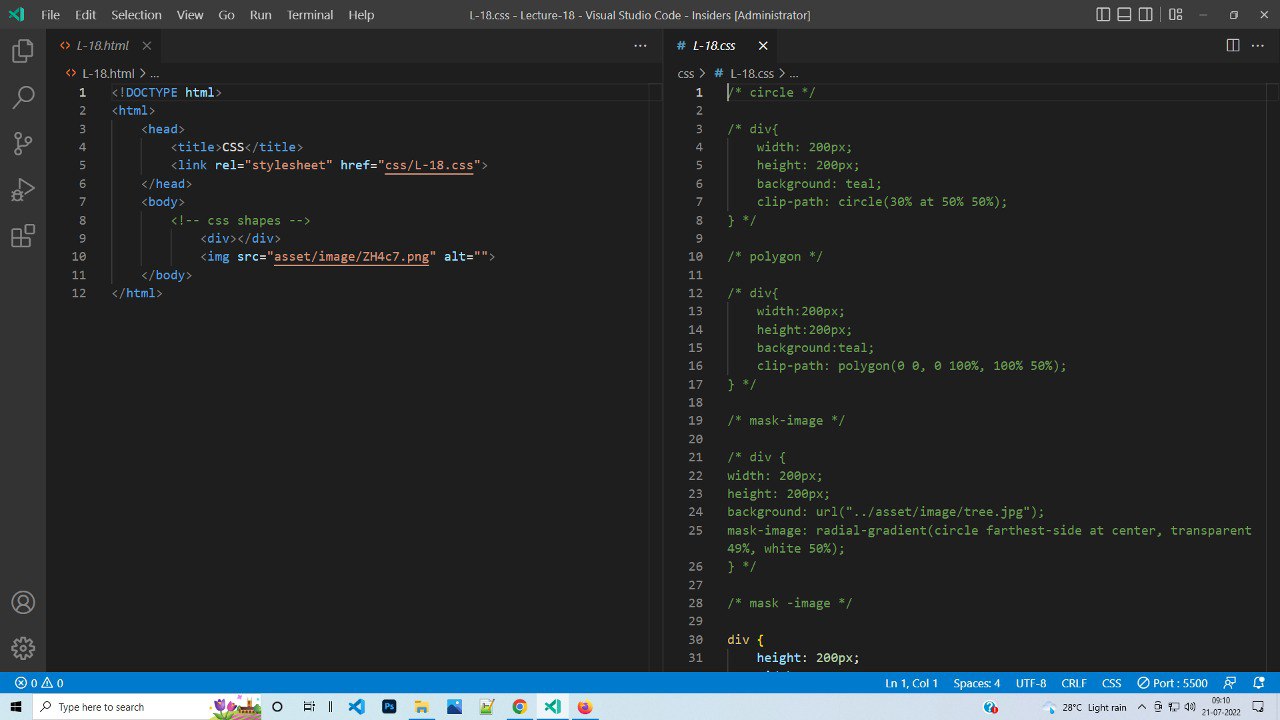 File Edit Selection View Go Run Terminal Help L-18.css - Lecture-18 - Visual Studio Code - Insiders [Administrator]
<> L-18.html ×
<> L-18.html > ...
1 <!DOCTYPE html>
2 <html>
3 <head>
4 <title>CSS</title>
5 <link rel="stylesheet" href="css/L-18.css">
6 </head>
7 <body>
8 <!-- css shapes -->
9 <div></div>
10 <img src="asset/image/ZH4c7.png" alt="">
11 </body>
12 </html>
# L-18.css ×
css > # L-18.css > ...
1 /* circle */
2
3 /* div{
4 width: 200px;
5 height: 200px;
6 background: teal;
7 clip-path: circle(30% at 50% 50%);
8 } */
9
10 /* polygon */
11
12 /* div{
13 width:200px;
14 height:200px;
15 background:teal;
16 clip-path: polygon(0 0, 0 100%, 100% 50%);
17 } */
18
19 /* mask-image */
20
21 /* div {
22 width: 200px;
23 height: 200px;
24 background: url("../asset/image/tree.jpg");
25 mask-image: radial-gradient(circle farthest-side at center, transparent
49%, white 50%);
26 } */
27
28 /* mask -image */
29
30 div {
31 height: 200px;
0 0 Ln 1, Col 1 Spaces: 4 UTF-8 CRLF CSS Port : 5500
Type here to search 28°C Light rain 09:10
21-07-2022